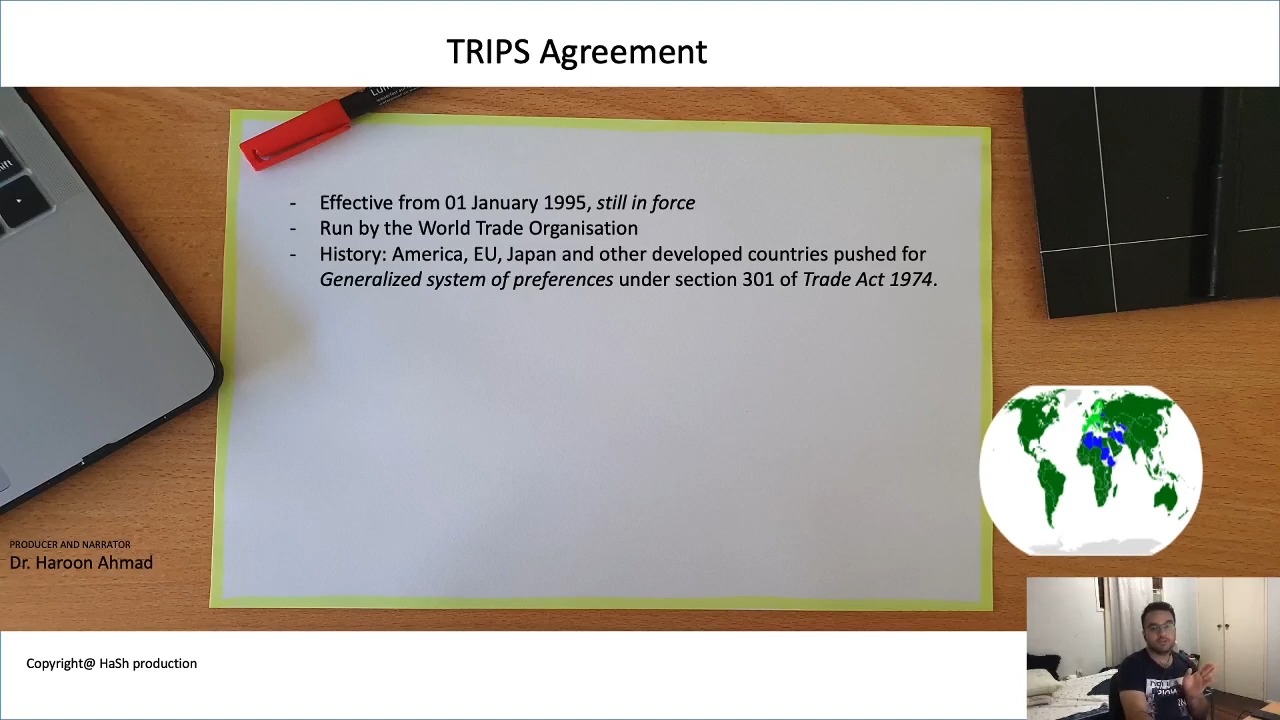 TRIPS Agreement
- Effective from 01 January 1995, still in force
- Run by the World Trade Organisation
- History: America, EU, Japan and other developed countries pushed for
Generalized system of preferences under section 301 of Trade Act 1974.
PRODUCER AND NARRATOR
Dr. Haroon Ahmad
Copyright@ HaSh production